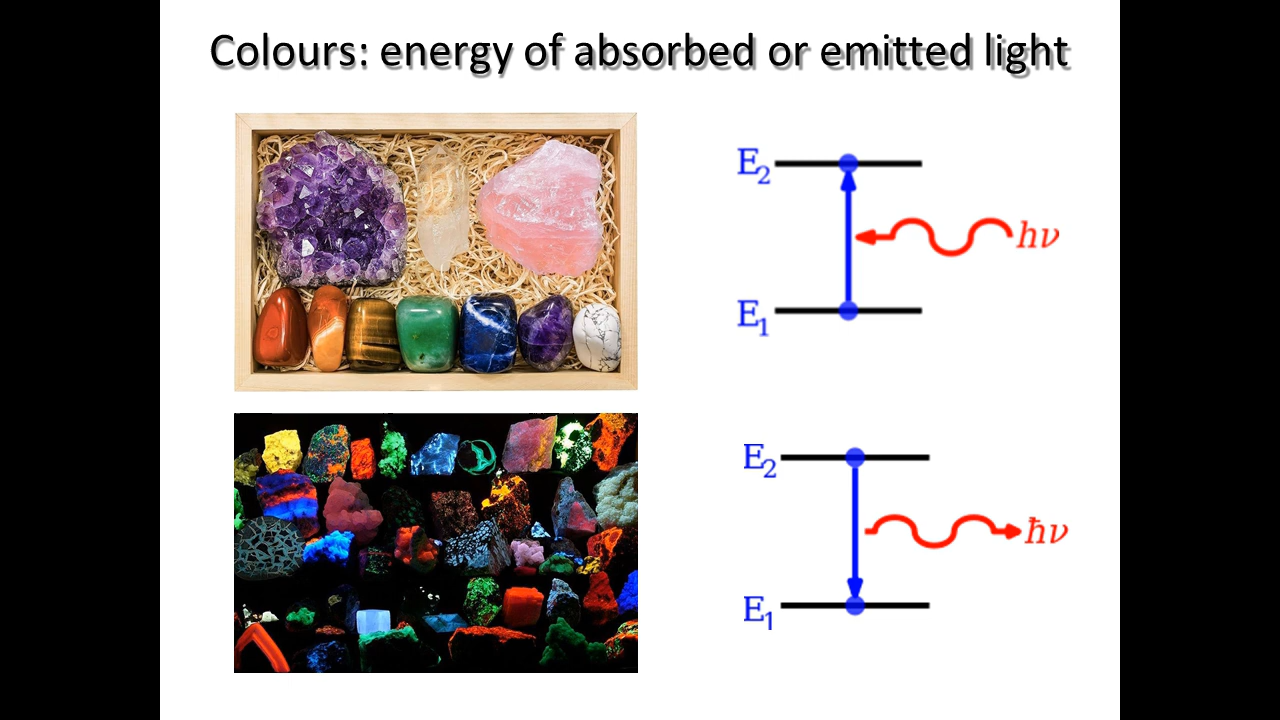 Colours: energy of absorbed or emitted light
E₂
hν
E₁
E₂
ħν
E₁